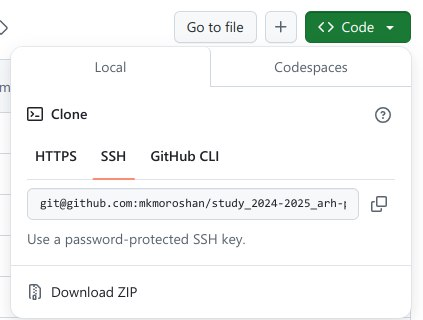 Go to file
+
<> Code
m
Local
Codespaces
Clone
HTTPS
SSH
GitHub CLI
git@github.com:mkmoroshan/study_2024-2025_arh-
Use a password-protected SSH key.
Download ZIP